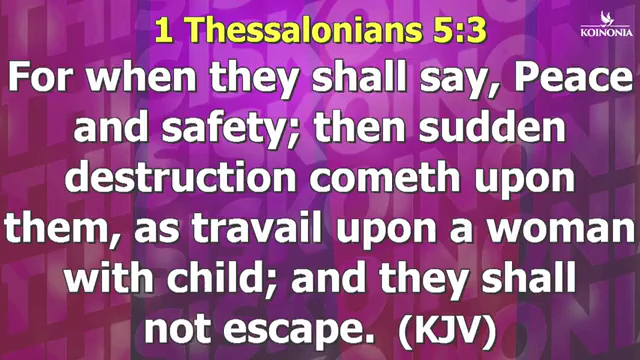 1 Thessalonians 5:3
KOINONIA
For when they shall say, Peace
and safety; then sudden
destruction cometh upon
them, as travail upon a woman
with child; and they shall
not escape. (KJV)